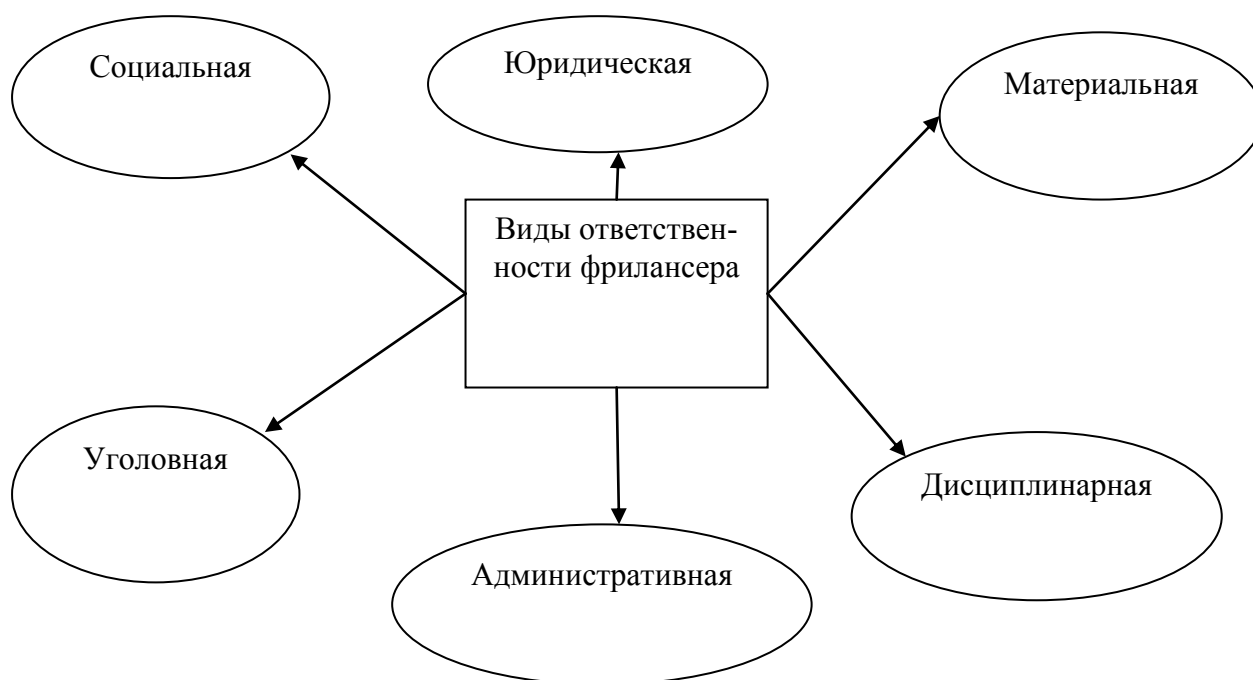 Социальная
Юридическая
Материальная
Виды ответствен-
ности фрилансера
Уголовная
Дисциплинарная
Административная